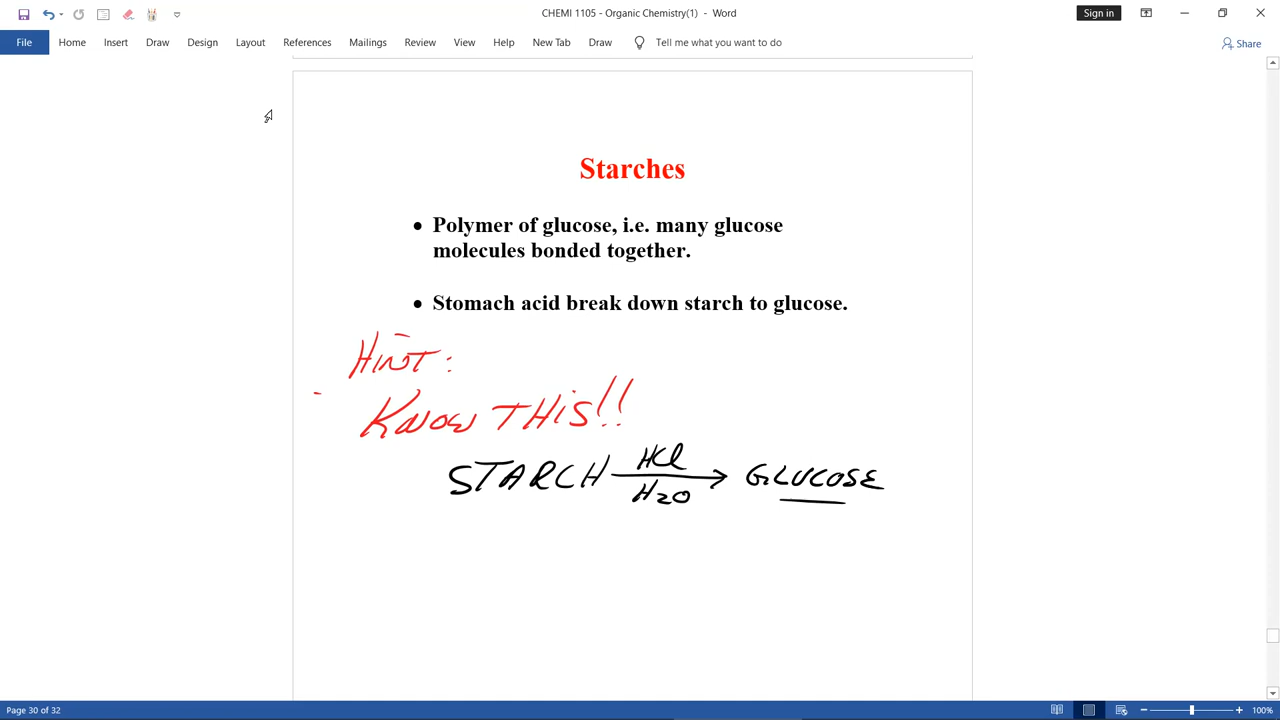 CHEMI 1105 - Organic Chemistry(1) - Word
Sign in
File Home Insert Draw Design Layout References Mailings Review View Help New Tab Draw Tell me what you want to do Share
Starches
• Polymer of glucose, i.e. many glucose
molecules bonded together.
• Stomach acid break down starch to glucose.
HiNT:
KNOW THiS!!
HCl
STARCH → GLUCOSE
H2O
Page 30 of 32
100%